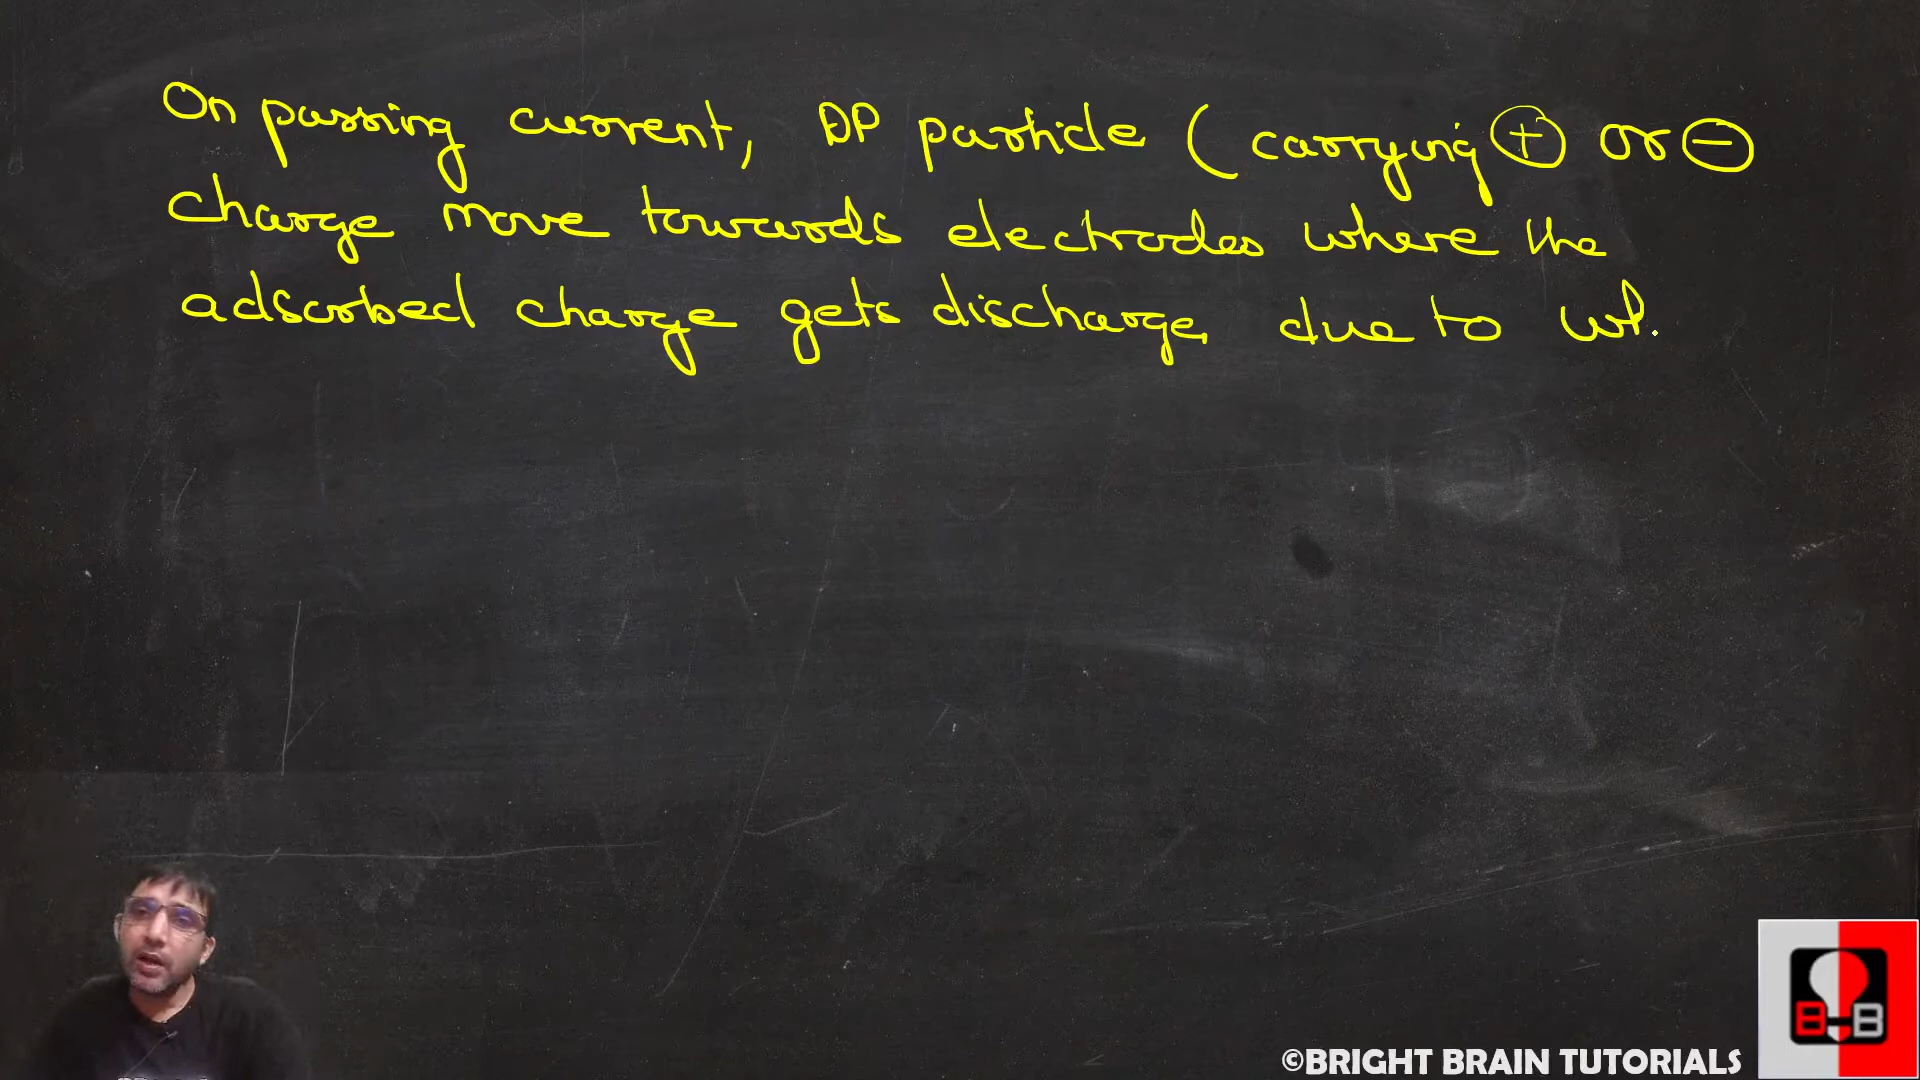 On passing current, DP particle ( carrying ⊕ or ⊖
charge move towards electrodes where the
adsorbed charge gets discharge, due to wh
B B
©BRIGHT BRAIN TUTORIALS